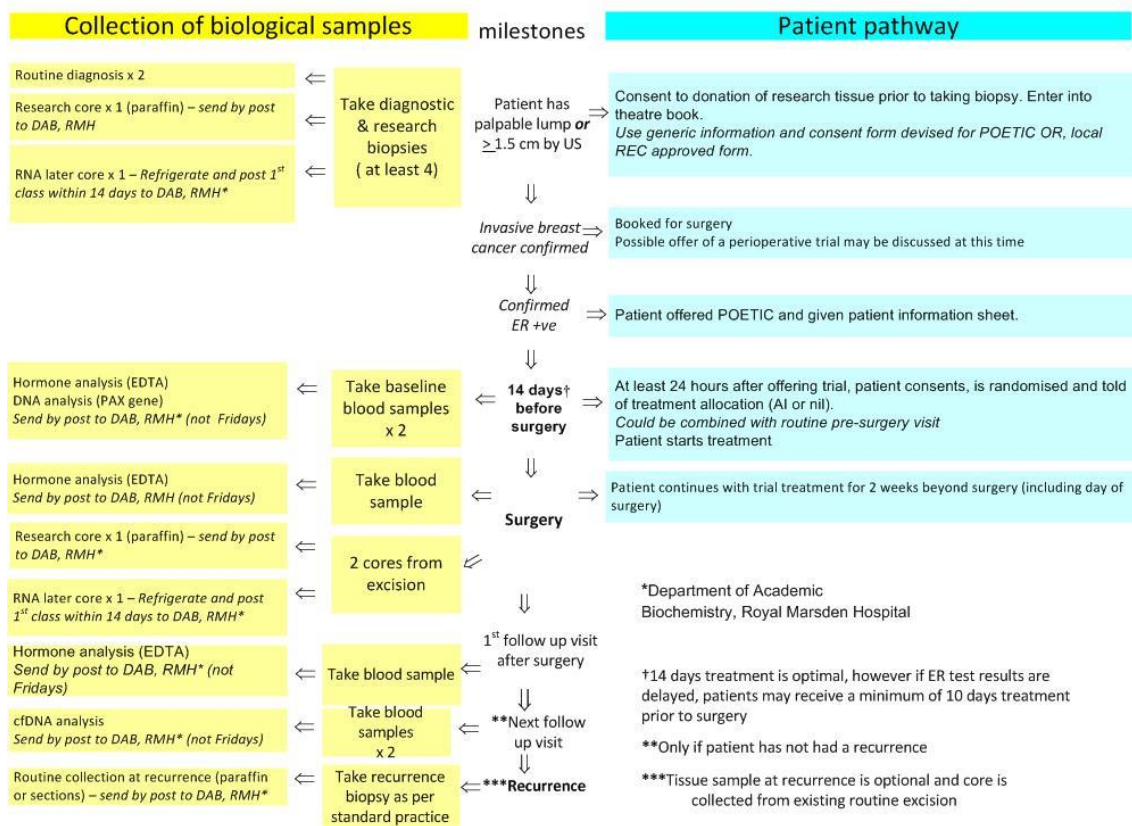 Collection of biological samples
milestones
Patient pathway
Routine diagnosis x 2
Research core x 1 (paraffin) – send by post
to DAB, RMH
RNA later core x 1 – Refrigerate and post 1st
class within 14 days to DAB, RMH*
Take diagnostic
& research
biopsies
( at least 4)
Patient has
palpable lump or
≥1.5 cm by US
Consent to donation of research tissue prior to taking biopsy. Enter into
theatre book.
Use generic information and consent form devised for POETIC OR, local
REC approved form.
Invasive breast
cancer confirmed
Booked for surgery
Possible offer of a perioperative trial may be discussed at this time
Confirmed
ER +ve
Patient offered POETIC and given patient information sheet.
Hormone analysis (EDTA)
DNA analysis (PAX gene)
Send by post to DAB, RMH* (not Fridays)
Take baseline
blood samples
x 2
14 days†
before
surgery
At least 24 hours after offering trial, patient consents, is randomised and told
of treatment allocation (AI or nil).
Could be combined with routine pre-surgery visit
Patient starts treatment
Hormone analysis (EDTA)
Send by post to DAB, RMH (not Fridays)
Take blood
sample
Surgery
Patient continues with trial treatment for 2 weeks beyond surgery (including day of
surgery)
Research core x 1 (paraffin) – send by post
to DAB, RMH*
RNA later core x 1 – Refrigerate and post
1st class within 14 days to DAB, RMH*
2 cores from
excision
Hormone analysis (EDTA)
Send by post to DAB, RMH* (not
Fridays)
Take blood sample
1st follow up visit
after surgery
cfDNA analysis
Send by post to DAB, RMH* (not Fridays)
Take blood
samples
x 2
**Next follow
up visit
Routine collection at recurrence (paraffin
or sections) – send by post to DAB, RMH*
Take recurrence
biopsy as per
standard practice
***Recurrence
*Department of Academic
Biochemistry, Royal Marsden Hospital
†14 days treatment is optimal, however if ER test results are
delayed, patients may receive a minimum of 10 days treatment
prior to surgery
**Only if patient has not had a recurrence
***Tissue sample at recurrence is optional and core is
collected from existing routine excision